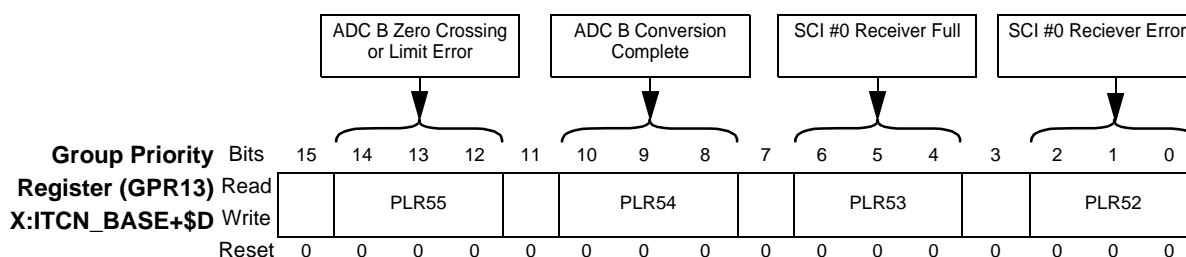 ADC B Zero Crossing or Limit Error
ADC B Conversion Complete
SCI #0 Receiver Full
SCI #0 Reciever Error
Group Priority Bits 15 14 13 12 11 10 9 8 7 6 5 4 3 2 1 0
Register (GPR13) Read
PLR55 PLR54 PLR53 PLR52
X:ITCN_BASE+$D Write
Reset 0 0 0 0 0 0 0 0 0 0 0 0 0 0 0 0